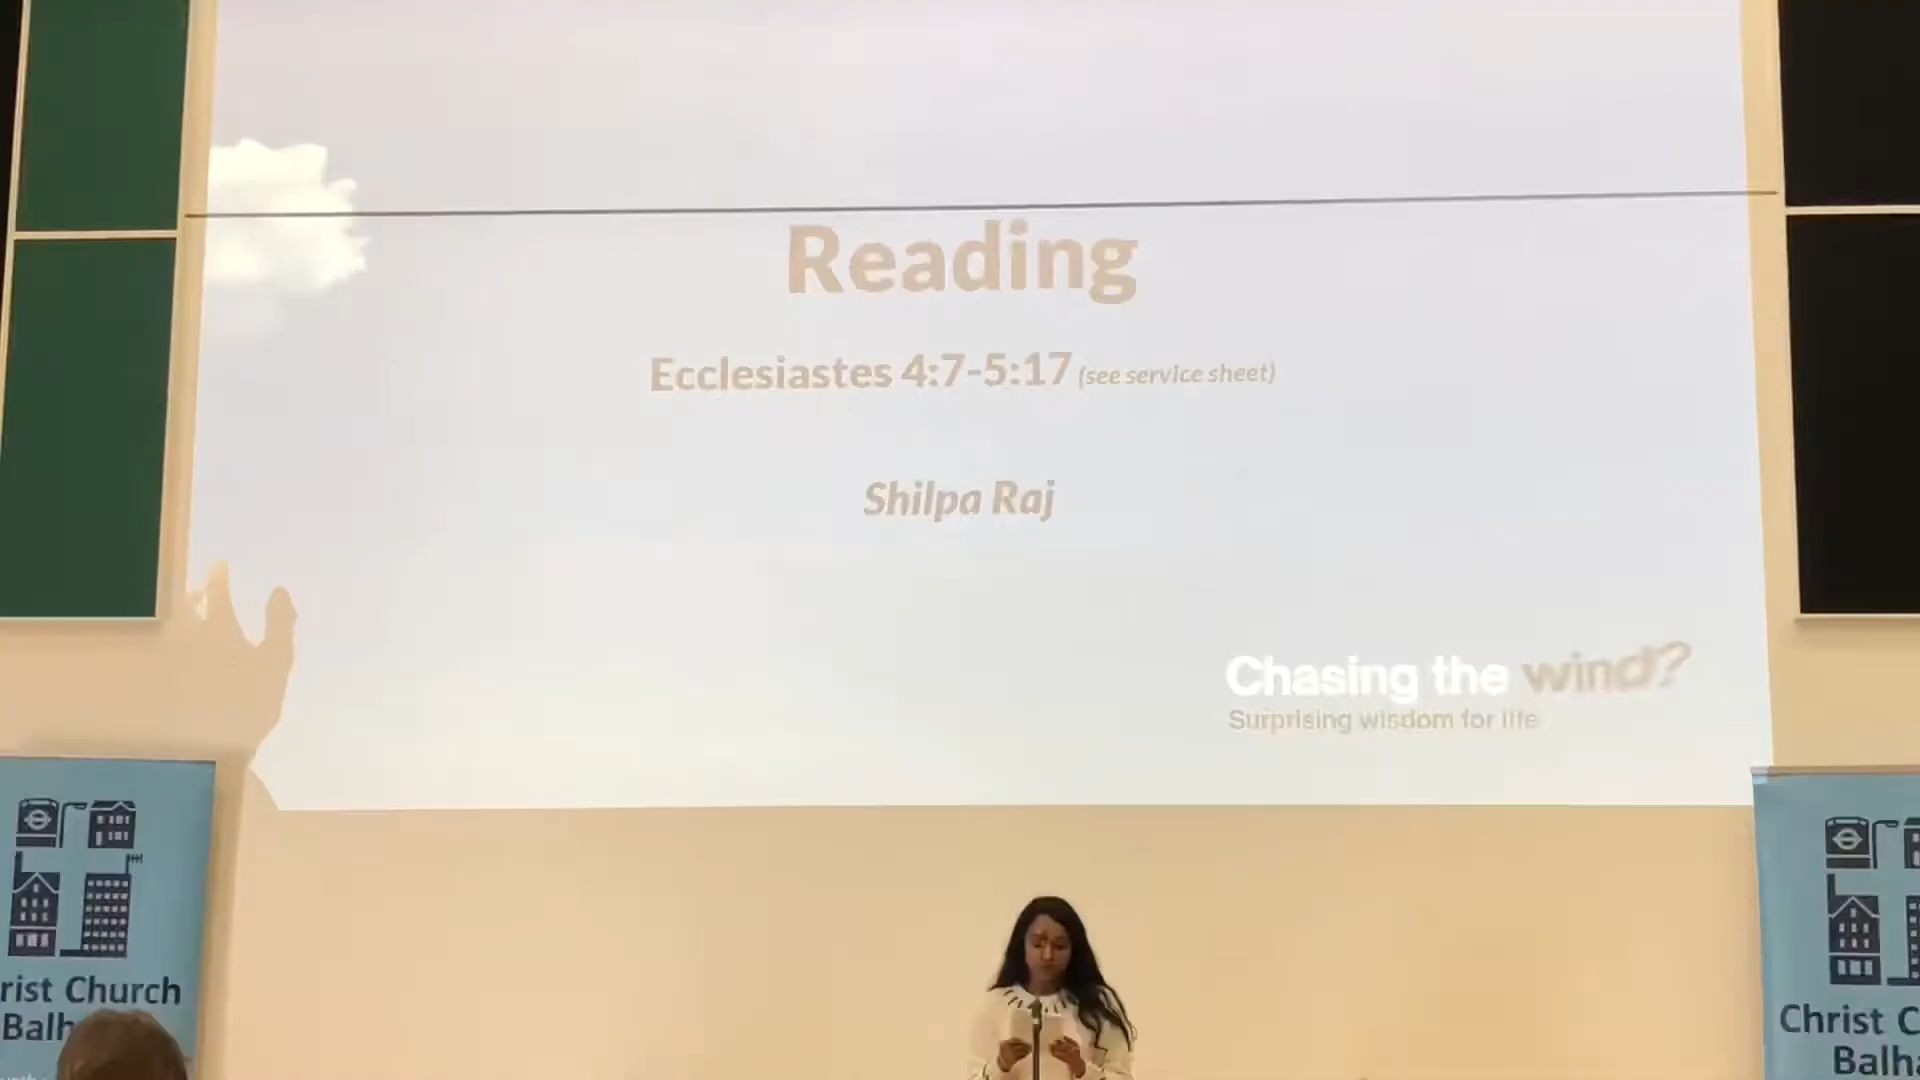 Reading
Ecclesiastes 4:7-5:17 (see service sheet)
Shilpa Raj
Chasing the wind?
Surprising wisdom for life
rist Church
Balh
Christ C
Balha